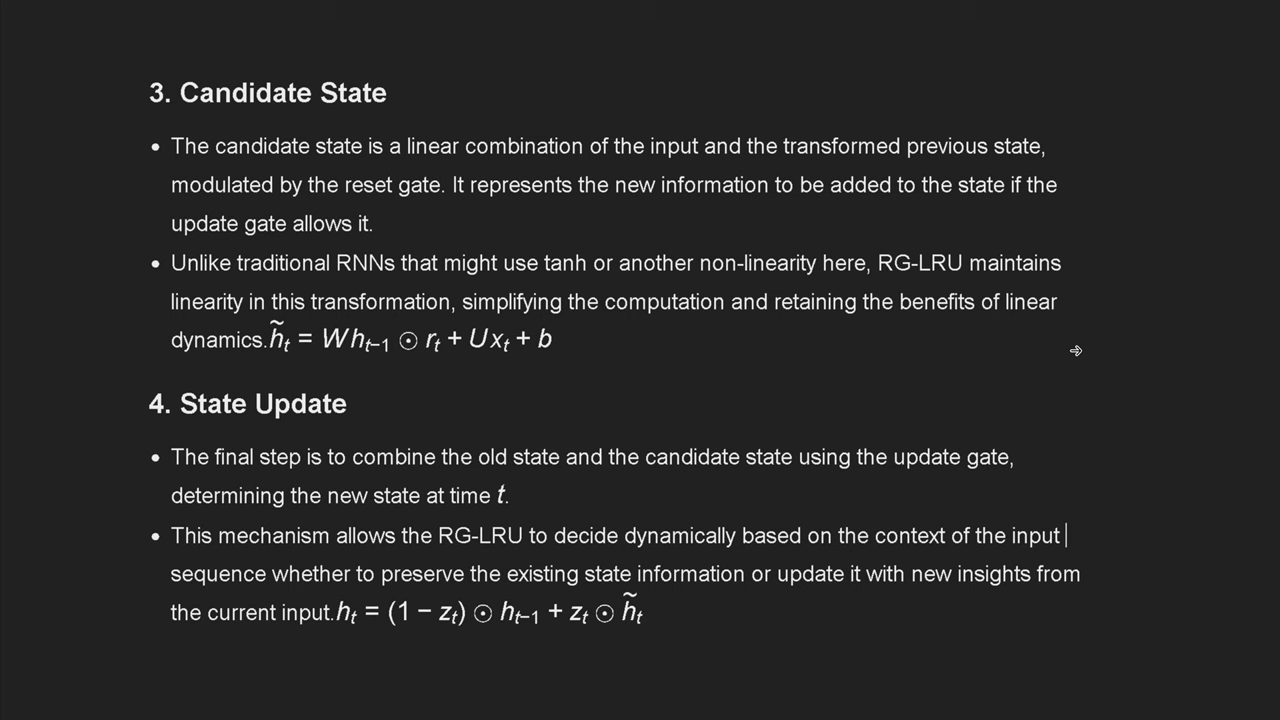 3. Candidate State
• The candidate state is a linear combination of the input and the transformed previous state,
modulated by the reset gate. It represents the new information to be added to the state if the
update gate allows it.
• Unlike traditional RNNs that might use tanh or another non-linearity here, RG-LRU maintains
linearity in this transformation, simplifying the computation and retaining the benefits of linear
dynamics.h̃ₜ = Whₜ₋₁ ⊙ rₜ + Uxₜ + b
4. State Update
• The final step is to combine the old state and the candidate state using the update gate,
determining the new state at time t.
• This mechanism allows the RG-LRU to decide dynamically based on the context of the input
sequence whether to preserve the existing state information or update it with new insights from
the current input.hₜ = (1 − zₜ) ⊙ hₜ₋₁ + zₜ ⊙ h̃ₜ